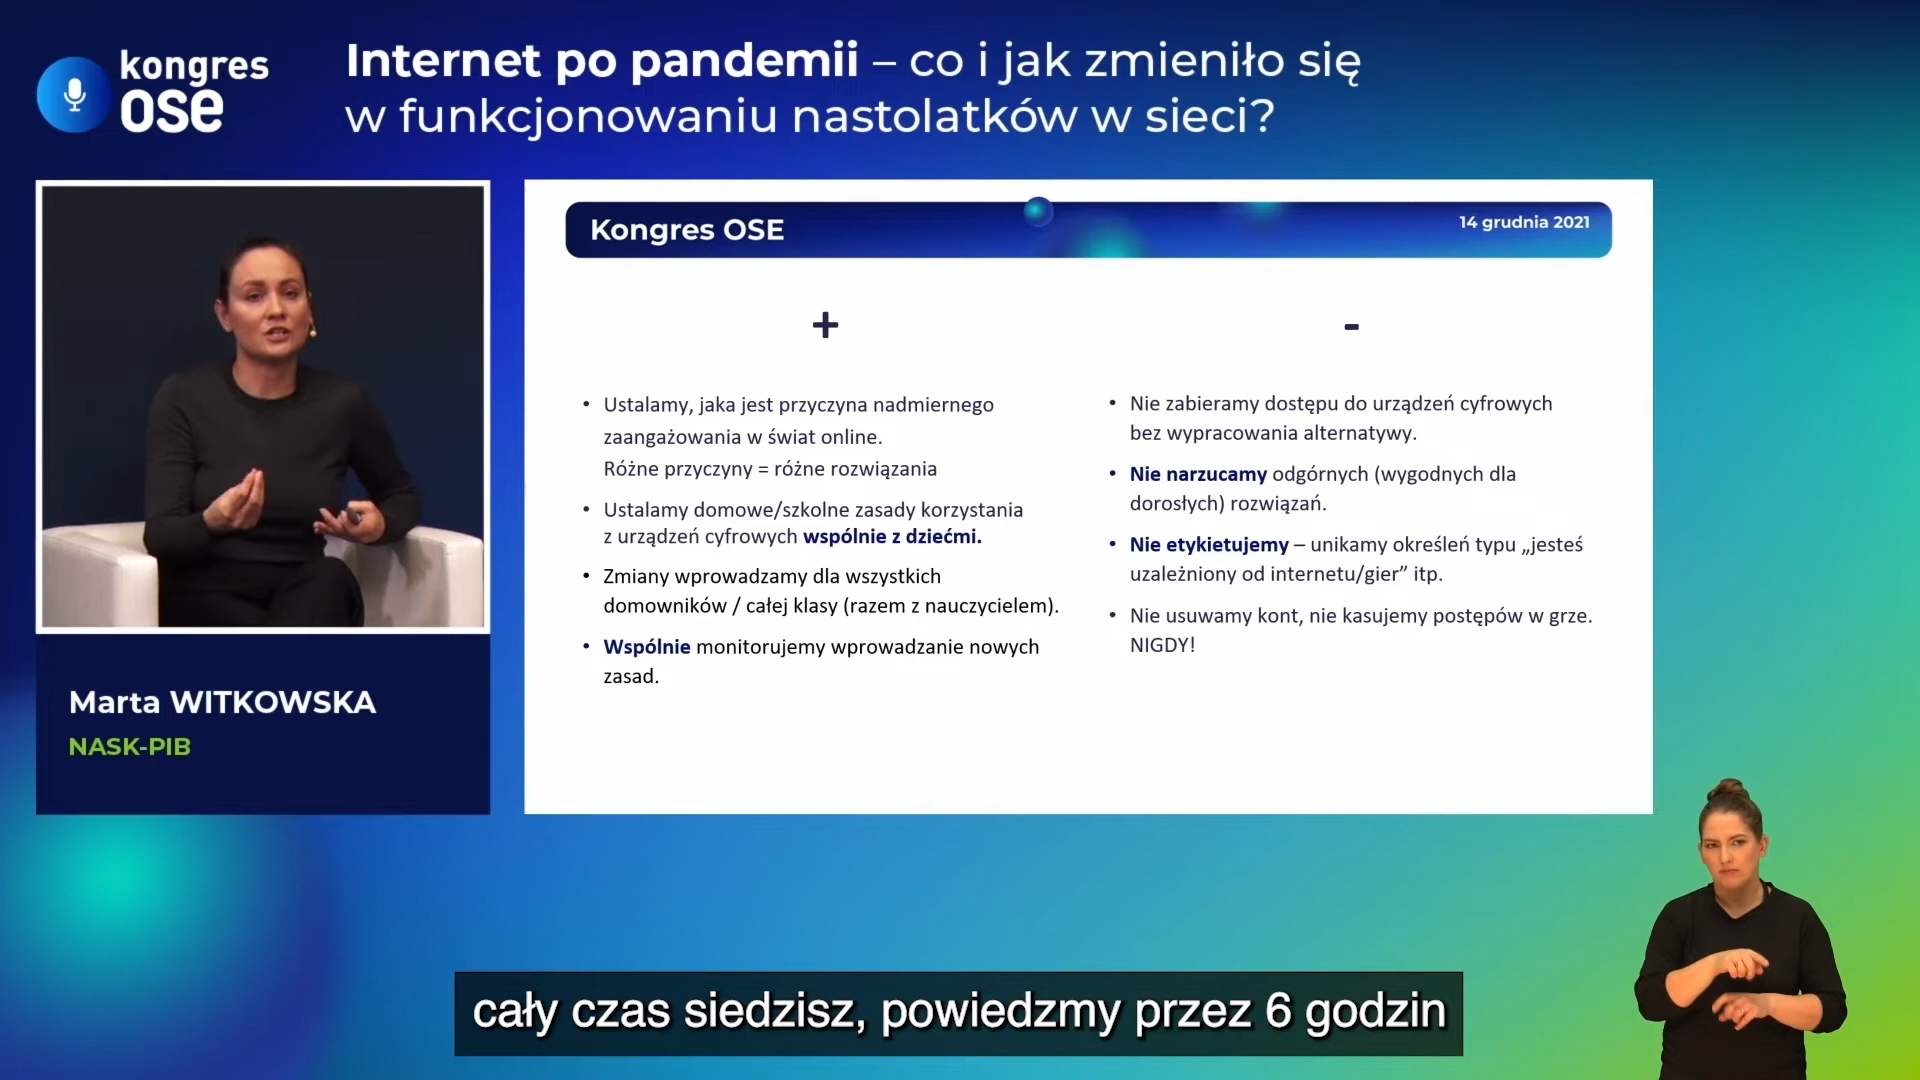 kongres
ose
Internet po pandemii – co i jak zmieniło się
w funkcjonowaniu nastolatków w sieci?
Kongres OSE
14 grudnia 2021
+
• Ustalamy, jaka jest przyczyna nadmiernego
zaangażowania w świat online.
Różne przyczyny = różne rozwiązania
• Ustalamy domowe/szkolne zasady korzystania
z urządzeń cyfrowych wspólnie z dziećmi.
• Zmiany wprowadzamy dla wszystkich
domowników / całej klasy (razem z nauczycielem).
• Wspólnie monitorujemy wprowadzanie nowych
zasad.
-
• Nie zabieramy dostępu do urządzeń cyfrowych
bez wypracowania alternatywy.
• Nie narzucamy odgórnych (wygodnych dla
dorosłych) rozwiązań.
• Nie etykietujemy – unikamy określeń typu „jesteś
uzależniony od internetu/gier” itp.
• Nie usuwamy kont, nie kasujemy postępów w grze.
NIGDY!
Marta WITKOWSKA
NASK-PIB
cały czas siedzisz, powiedzmy przez 6 godzin